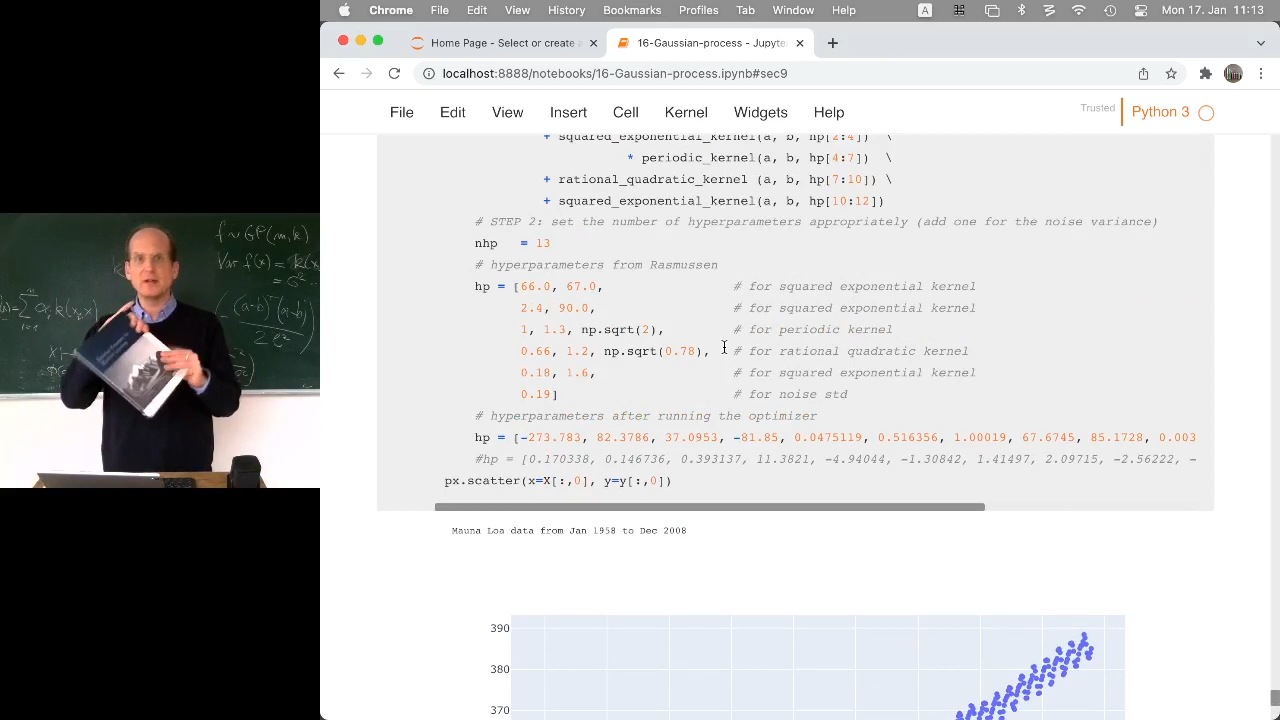 Chrome File Edit View History Bookmarks Profiles Tab Window Help A Mon 17. Jan 11:13
Home Page - Select or create
16-Gaussian-process - Jupyte
localhost:8888/notebooks/16-Gaussian-process.ipynb#sec9
File Edit View Insert Cell Kernel Widgets Help Trusted Python 3
+ squared_exponential_kernel(a, b, hp[2:4]) \
* periodic_kernel(a, b, hp[4:7]) \
+ rational_quadratic_kernel (a, b, hp[7:10]) \
+ squared_exponential_kernel(a, b, hp[10:12])
# STEP 2: set the number of hyperparameters appropriately (add one for the noise variance)
nhp = 13
# hyperparameters from Rasmussen
hp = [66.0, 67.0, # for squared exponential kernel
2.4, 90.0, # for squared exponential kernel
1, 1.3, np.sqrt(2), # for periodic kernel
0.66, 1.2, np.sqrt(0.78), # for rational quadratic kernel
0.18, 1.6, # for squared exponential kernel
0.19] # for noise std
# hyperparameters after running the optimizer
hp = [-273.783, 82.3786, 37.0953, -81.85, 0.0475119, 0.516356, 1.00019, 67.6745, 85.1728, 0.003
#hp = [0.170338, 0.146736, 0.393137, 11.3821, -4.94044, -1.30842, 1.41497, 2.09715, -2.56222, -
px.scatter(x=X[:,0], y=y[:,0])
Mauna Loa data from Jan 1958 to Dec 2008
390
380
370
f ~ GP(m,k)
Var f(x) = k(x,
= σ² -
(a-b)ᵀ(a-b)
2 ℓ²